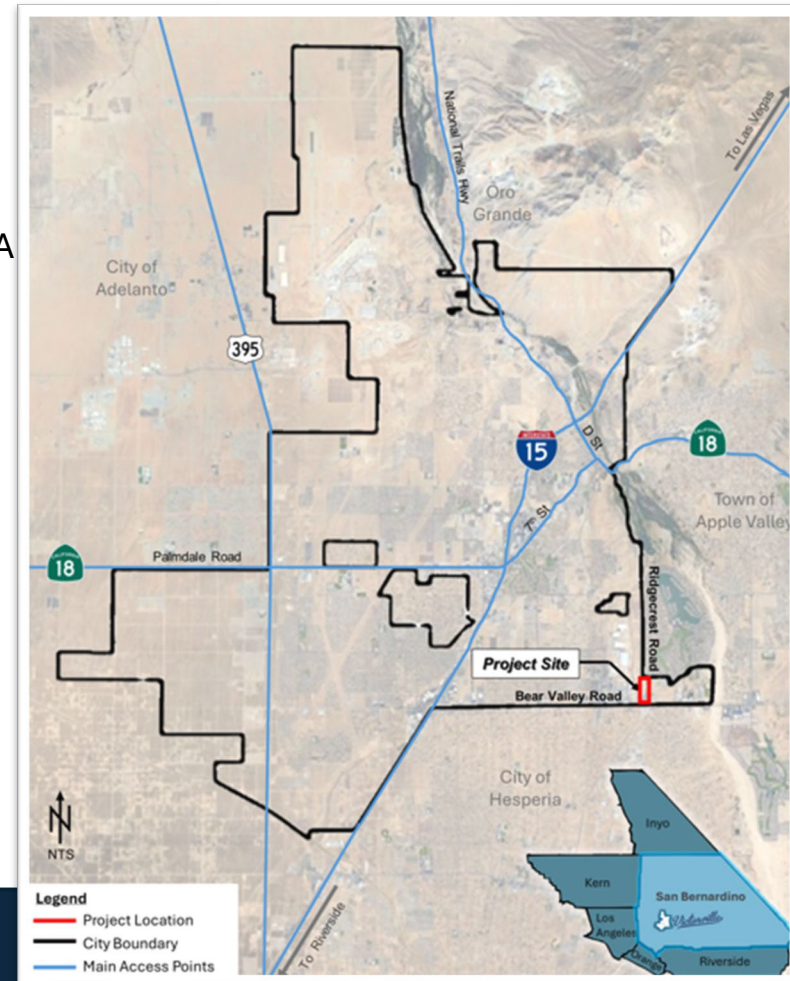 A
National Trails Hwy
To Las Vegas
Oro
Grande
City of
Adelanto
395
CALIFORNIA
18
15
D St
7th St
Town of
Apple Valley
Palmdale Road
CALIFORNIA
18
Ridgecrest Road
Project Site
Bear Valley Road
City of
Hesperia
NTS
To Riverside
Inyo
Kern
San Bernardino
Victorville
Los
Angeles
Orange
Riverside
Legend
Project Location
City Boundary
Main Access Points